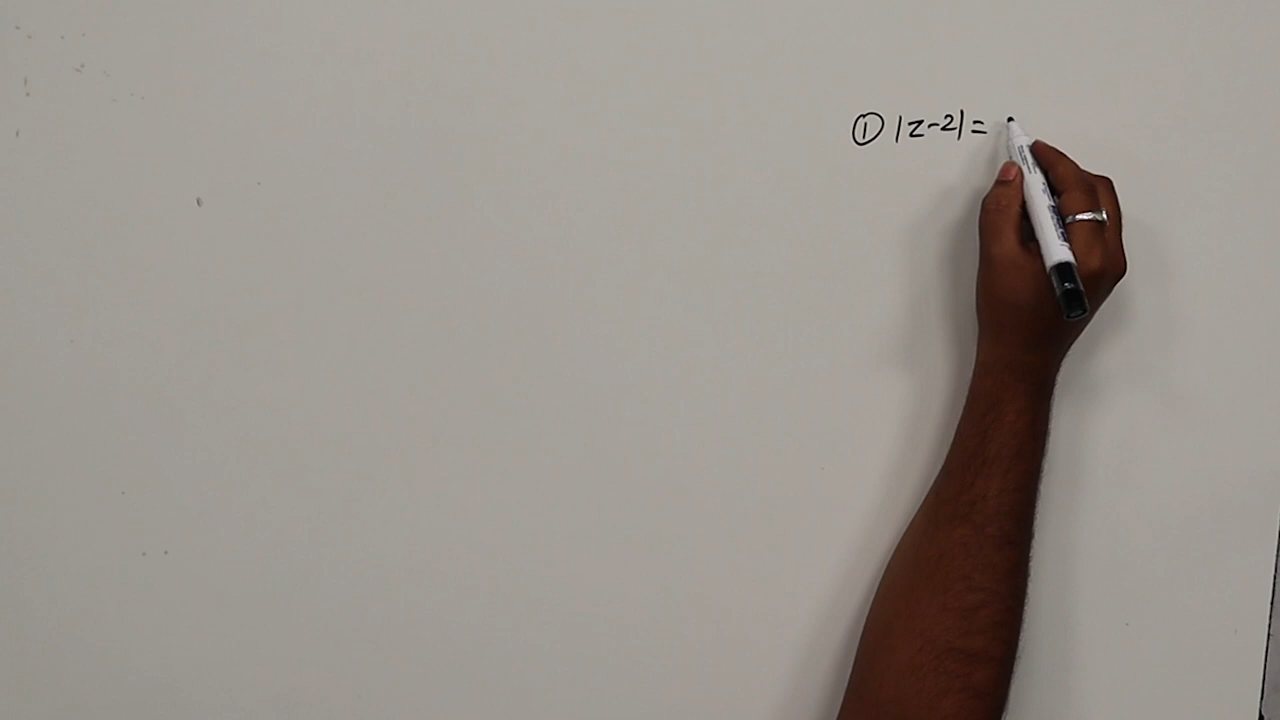 ① |z-2| =